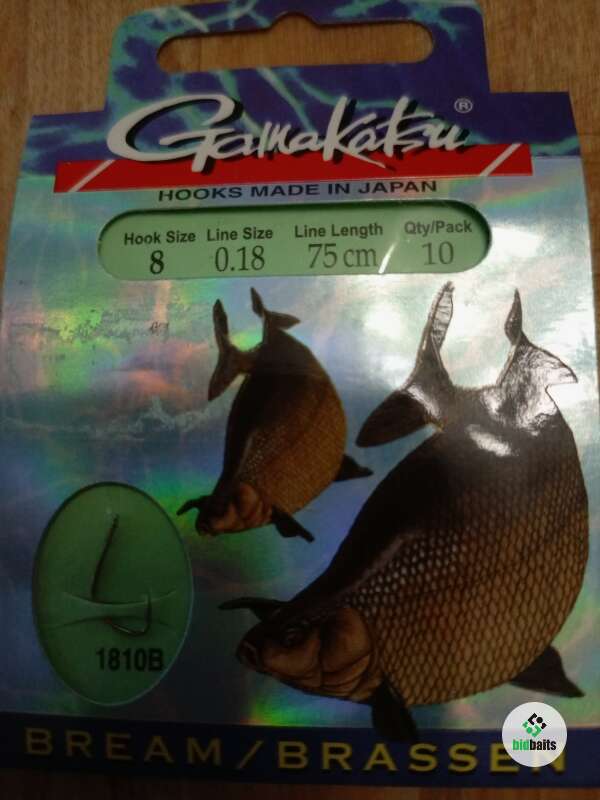 Gamakatsu®
HOOKS MADE IN JAPAN
Hook Size Line Size Line Length Qty/Pack
8 0.18 75 cm 10
1810B
BREAM/BRASSEN
bidbaits